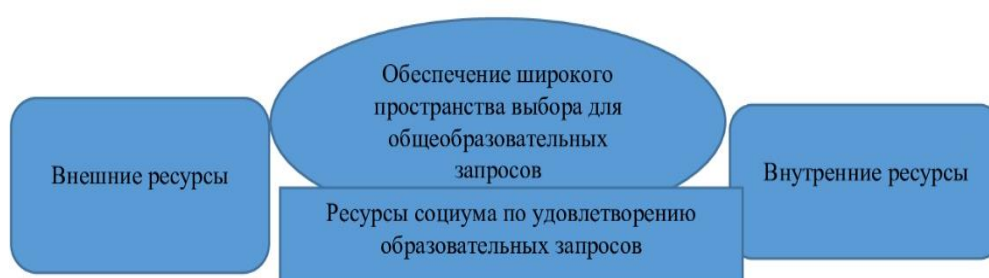 Обеспечение широкого
пространства выбора для
общеобразовательных
запросов
Внешние ресурсы
Внутренние ресурсы
Ресурсы социума по удовлетворению
образовательных запросов